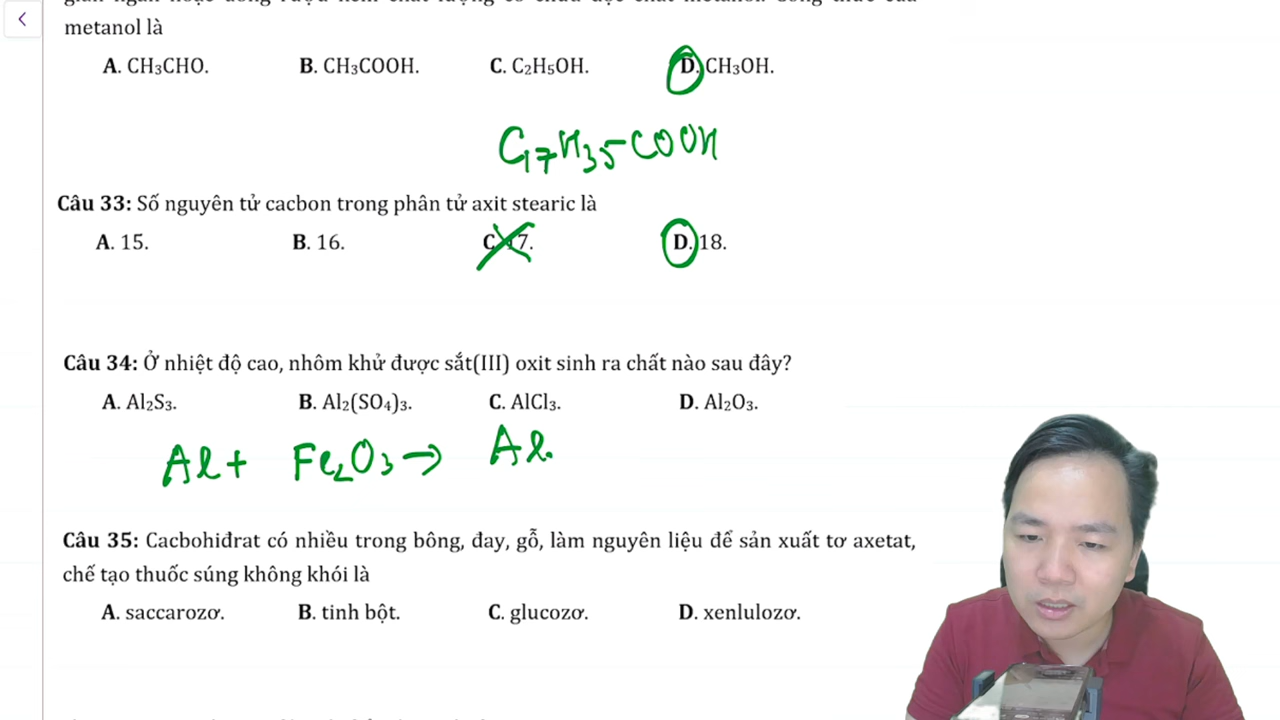 metanol là
A. CH₃CHO. B. CH₃COOH. C. C₂H₅OH. D. CH₃OH.
C₁₇H₃₅COOH
Câu 33: Số nguyên tử cacbon trong phân tử axit stearic là
A. 15. B. 16. C. 17. D. 18.
Câu 34: Ở nhiệt độ cao, nhôm khử được sắt(III) oxit sinh ra chất nào sau đây?
A. Al₂S₃. B. Al₂(SO₄)₃. C. AlCl₃. D. Al₂O₃.
Al + Fe₂O₃ → Al
Câu 35: Cacbohiđrat có nhiều trong bông, đay, gỗ, làm nguyên liệu để sản xuất tơ axetat,
chế tạo thuốc súng không khói là
A. saccarozơ. B. tinh bột. C. glucozơ. D. xenlulozơ.